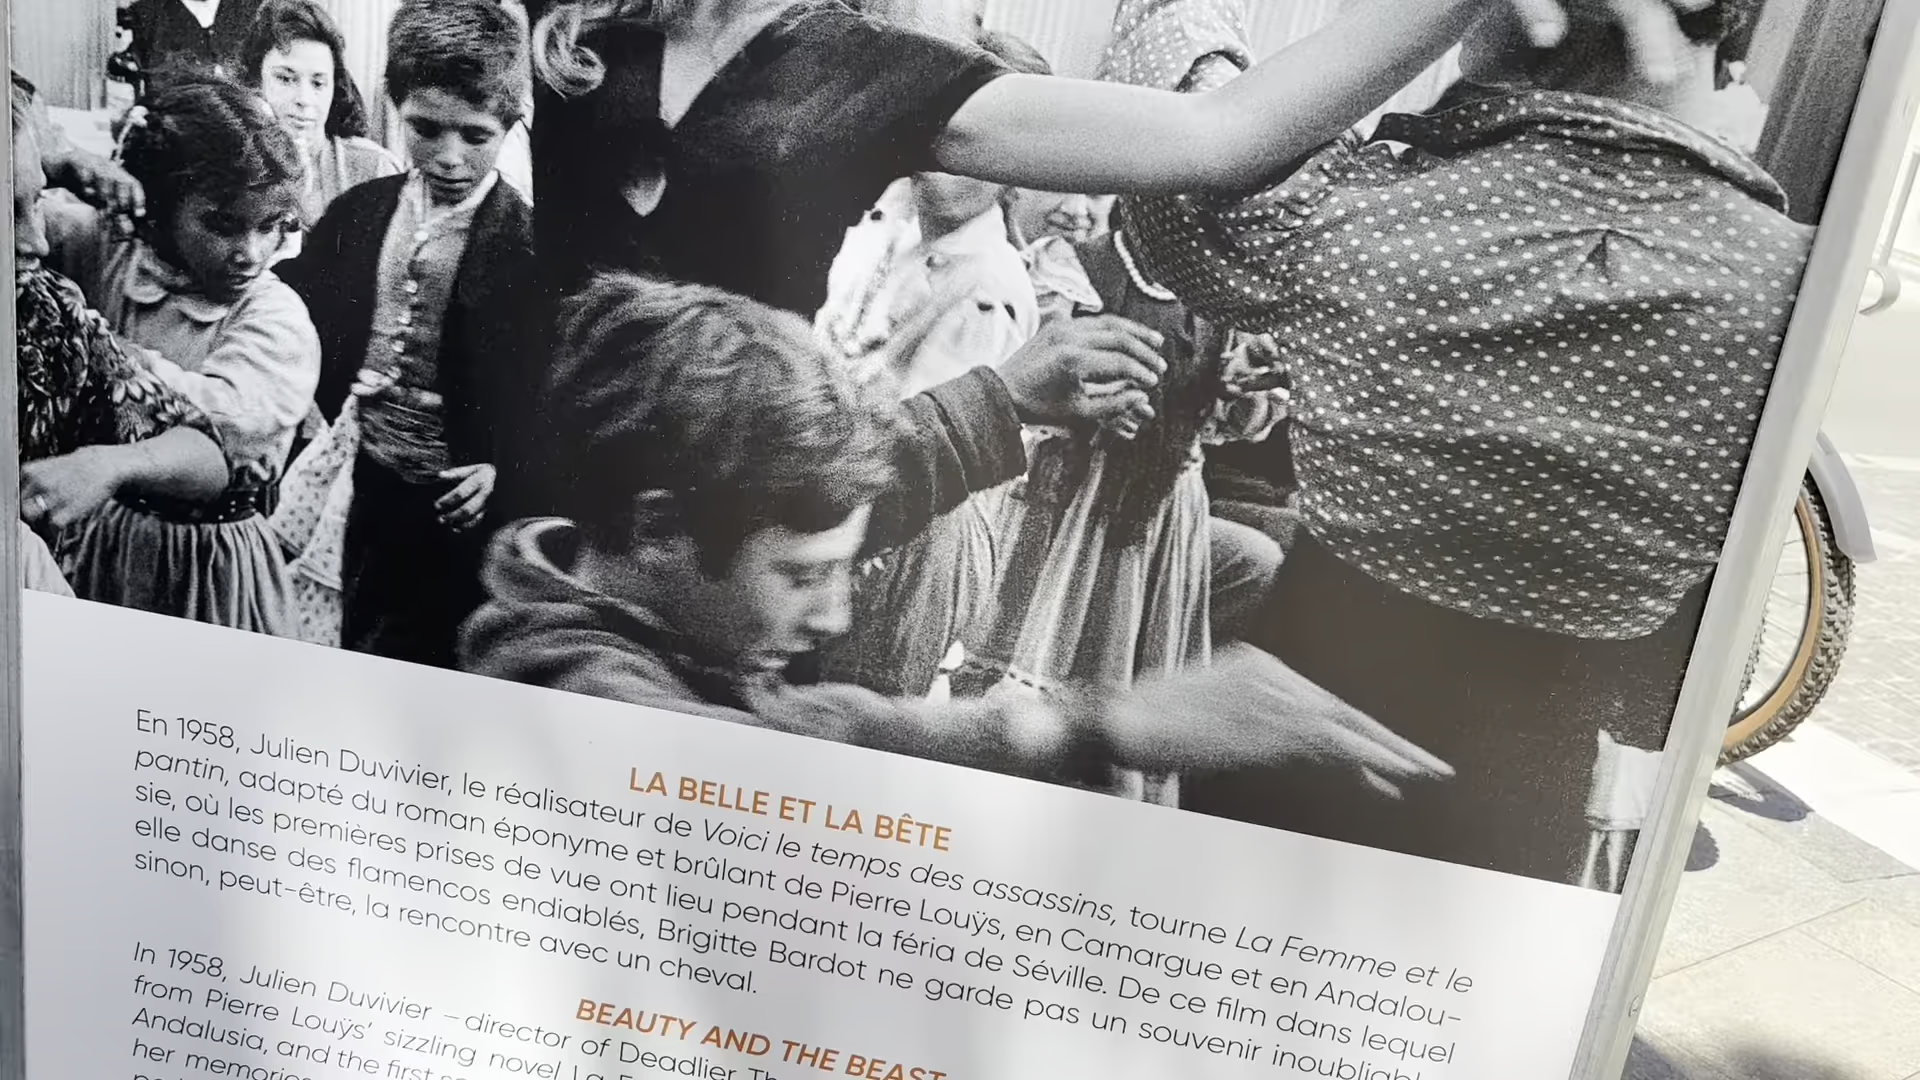 LA BELLE ET LA BÊTE
En 1958, Julien Duvivier, le réalisateur de Voici le temps des assassins, tourne La Femme et le
pantin, adapté du roman éponyme et brûlant de Pierre Louÿs, en Camargue et en Andalou-
sie, où les premières prises de vue ont lieu pendant la féria de Séville. De ce film dans lequel
elle danse des flamencos endiablés, Brigitte Bardot ne garde pas un souvenir
sinon, peut-être, la rencontre avec un cheval.
BEAUTY AND THE BEAST
In 1958, Julien Duvivier – director of Deadlier
from Pierre Louÿs' sizzling novel La
Andalusia, and the first
her